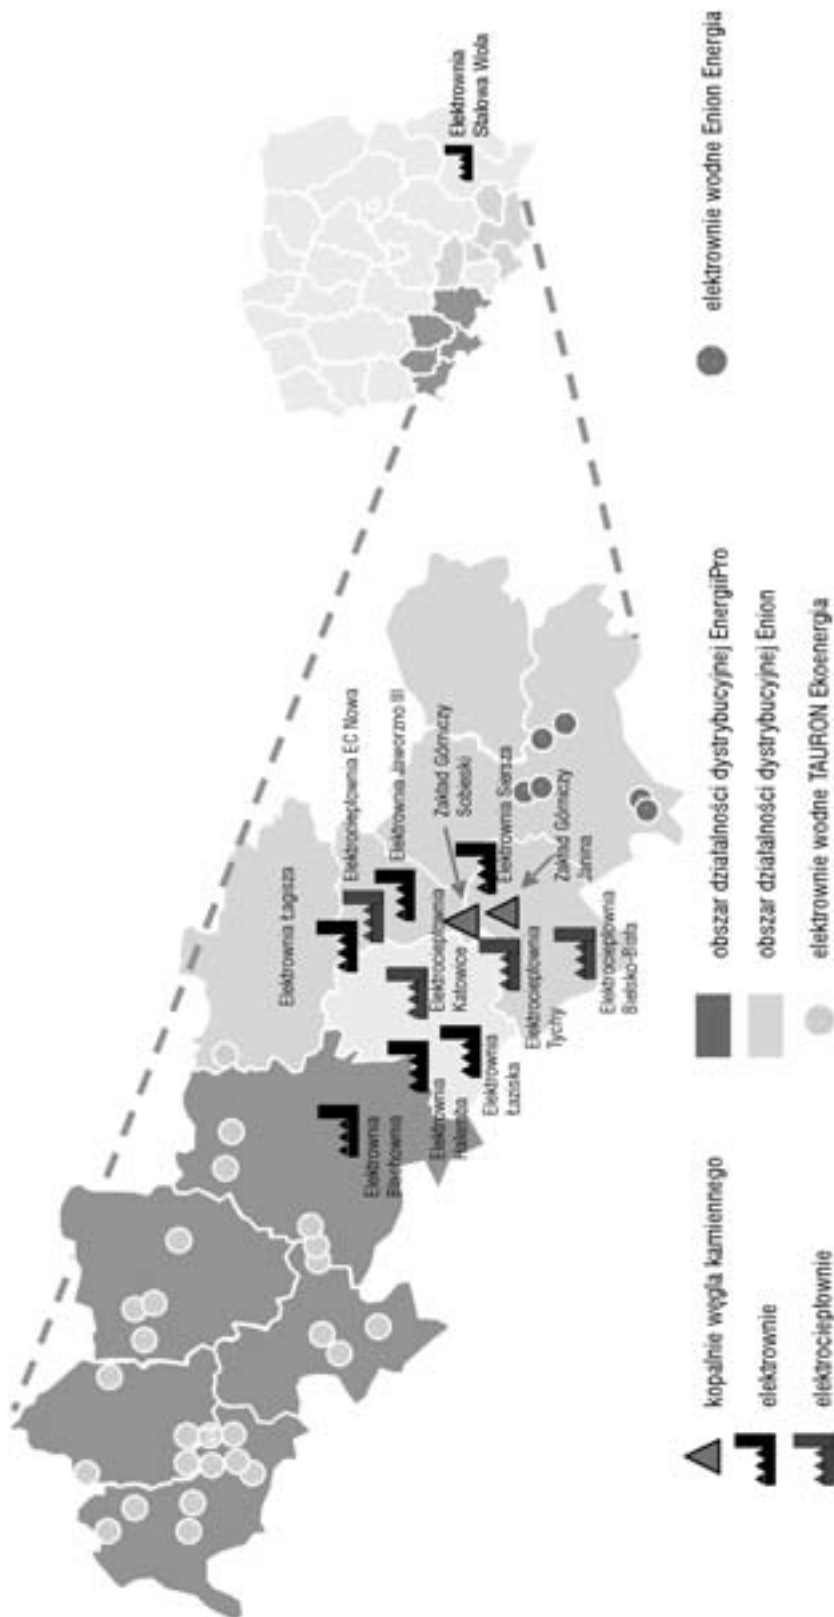 Elektrownia
Stalowa Wola
Elektrownia Łagisza
Elektrociepłownia EC Nowa
Elektrownia Jaworzno III
Zakład Górniczy
Sobieski
Elektrownia Siersza
Zakład Górniczy
Janina
Elektrociepłownia
Katowice
Elektrociepłownia
Tychy
Elektrociepłownia
Bielsko-Biała
Elektrownia
Blachownia
Elektrownia
Halemba
Elektrownia
Łaziska
kopalnie węgla kamiennego
elektrownie
elektrociepłownie
obszar działalności dystrybucyjnej EnergiiPro
obszar działalności dystrybucyjnej Enion
elektrownie wodne TAURON Ekoenergia
elektrownie wodne Enion Energia